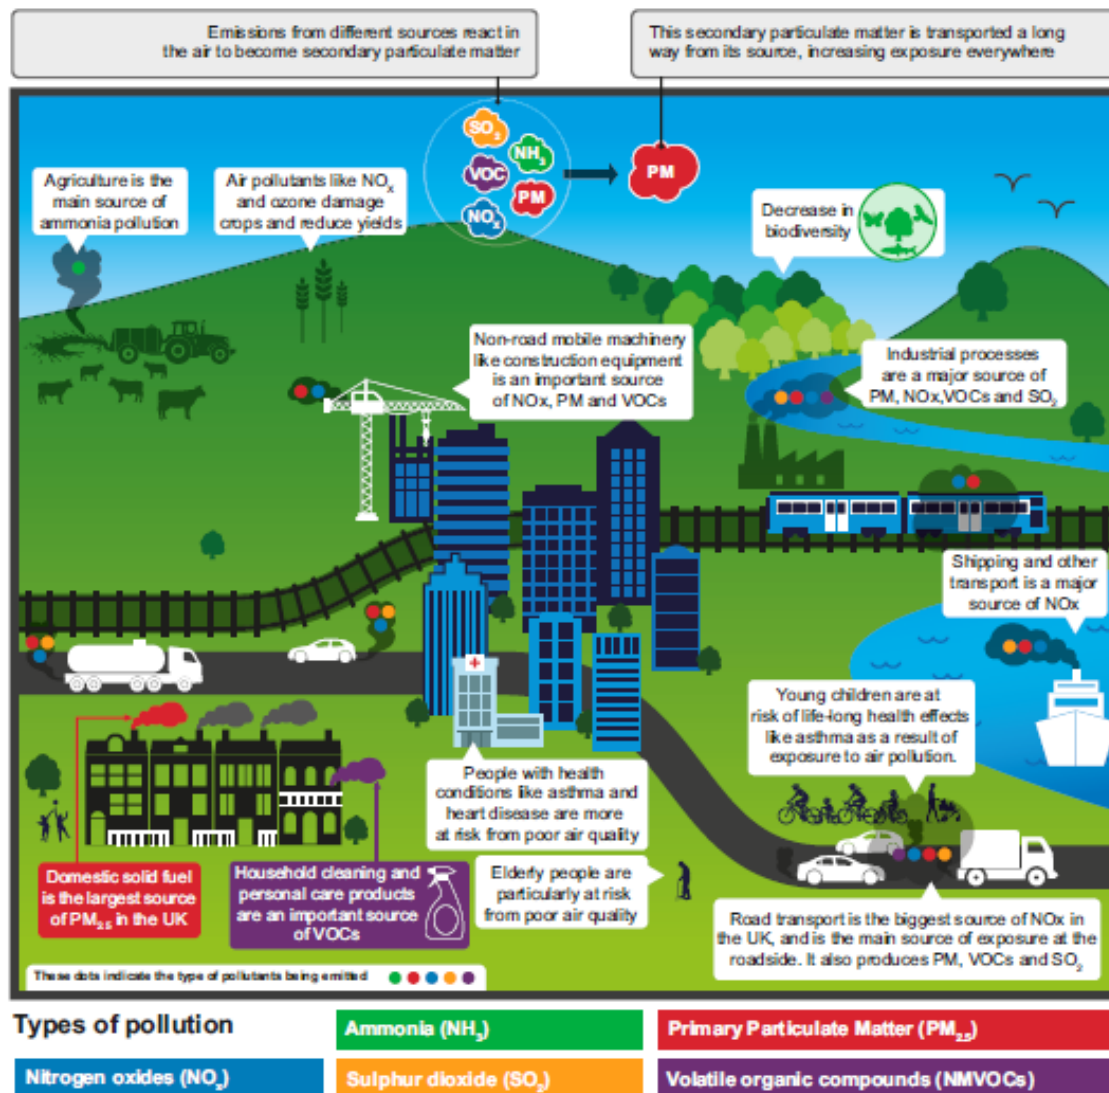 Emissions from different sources react in
the air to become secondary particulate matter
This secondary particulate matter is transported a long
way from its source, increasing exposure everywhere
SO₂
NH₃
VOC
PM
NOₓ
PM
Agriculture is the
main source of
ammonia pollution
Air pollutants like NOₓ
and ozone damage
crops and reduce yields
Decrease in
biodiversity
Non-road mobile machinery
like construction equipment
is an important source
of NOx, PM and VOCs
Industrial processes
are a major source of
PM, NOx,VOCs and SO₂
Shipping and other
transport is a major
source of NOx
Young children are at
risk of life-long health effects
like asthma as a result of
exposure to air pollution.
People with health
conditions like asthma and
heart disease are more
at risk from poor air quality
Domestic solid fuel
is the largest source
of PM₂.₅ in the UK
Household cleaning and
personal care products
are an important source
of VOCs
Elderly people are
particularly at risk
from poor air quality
Road transport is the biggest source of NOx in
the UK, and is the main source of exposure at the
roadside. It also produces PM, VOCs and SO₂
These dots indicate the type of pollutants being emitted
Types of pollution
Ammonia (NH₃)
Primary Particulate Matter (PM₂.₅)
Nitrogen oxides (NOₓ)
Sulphur dioxide (SO₂)
Volatile organic compounds (NMVOCs)